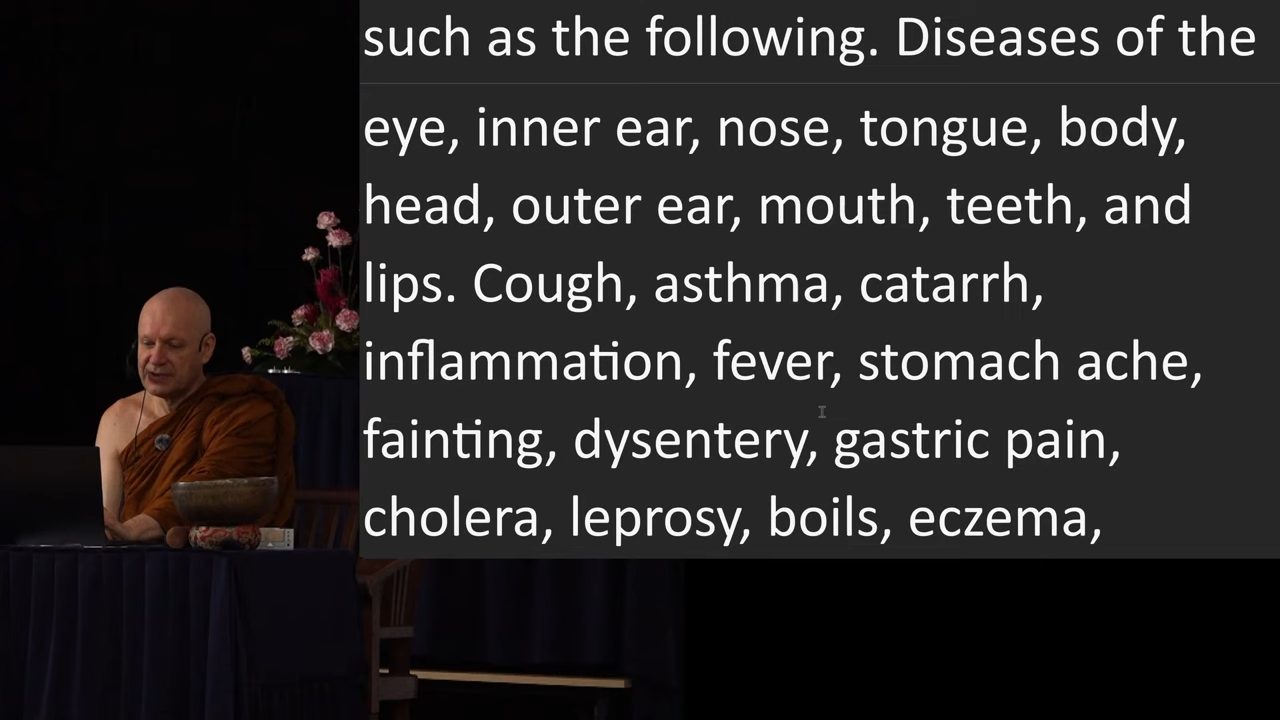 such as the following. Diseases of the
eye, inner ear, nose, tongue, body,
head, outer ear, mouth, teeth, and
lips. Cough, asthma, catarrh,
inflammation, fever, stomach ache,
fainting, dysentery, gastric pain,
cholera, leprosy, boils, eczema,